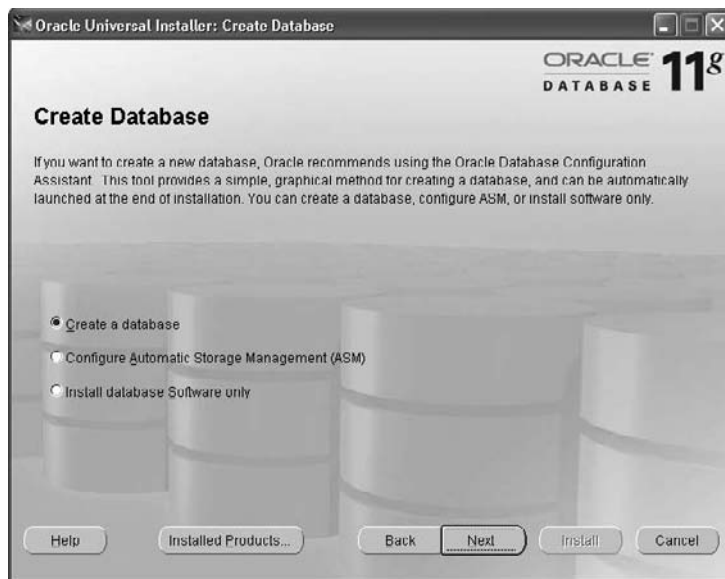 Oracle Universal Installer: Create Database
ORACLE
DATABASE 11g
Create Database
If you want to create a new database, Oracle recommends using the Oracle Database Configuration
Assistant. This tool provides a simple, graphical method for creating a database, and can be automatically
launched at the end of installation. You can create a database, configure ASM, or install software only.
Create a database
Configure Automatic Storage Management (ASM)
Install database Software only
Help Installed Products... Back Next Install Cancel